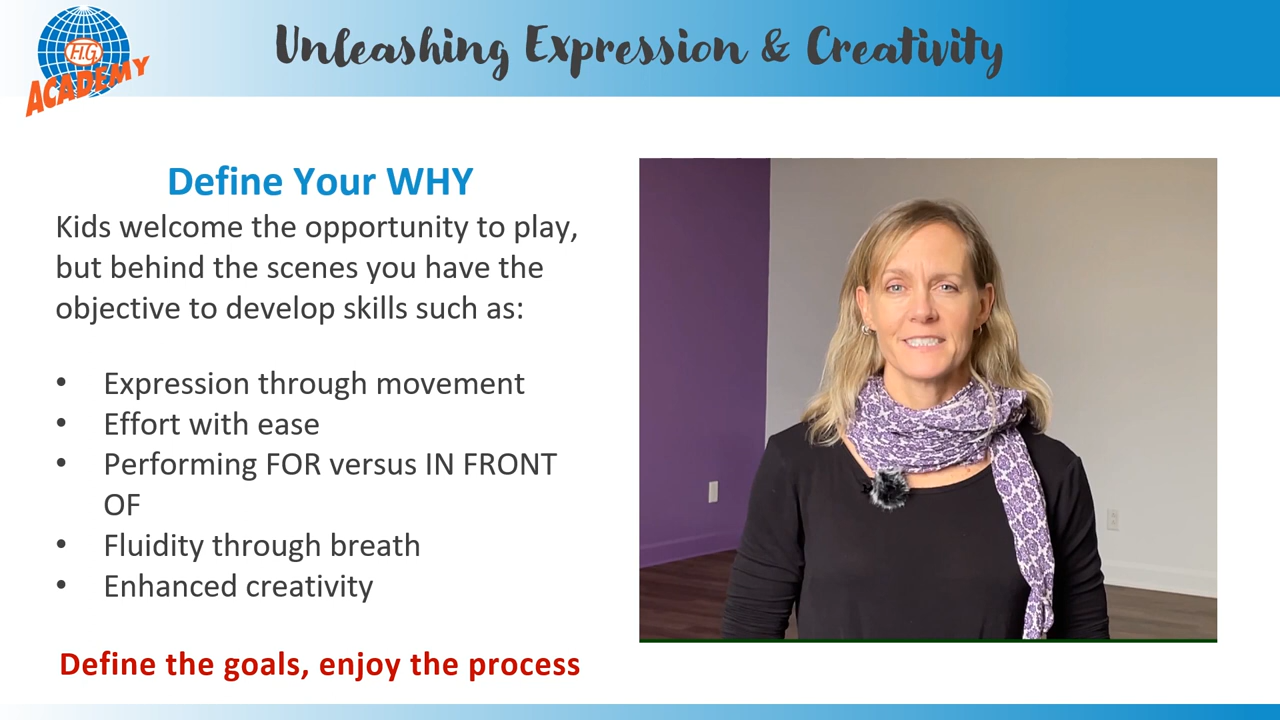 Unleashing Expression & Creativity
F.I.G.
ACADEMY
Define Your WHY
Kids welcome the opportunity to play,
but behind the scenes you have the
objective to develop skills such as:
• Expression through movement
• Effort with ease
• Performing FOR versus IN FRONT
OF
• Fluidity through breath
• Enhanced creativity
Define the goals, enjoy the process